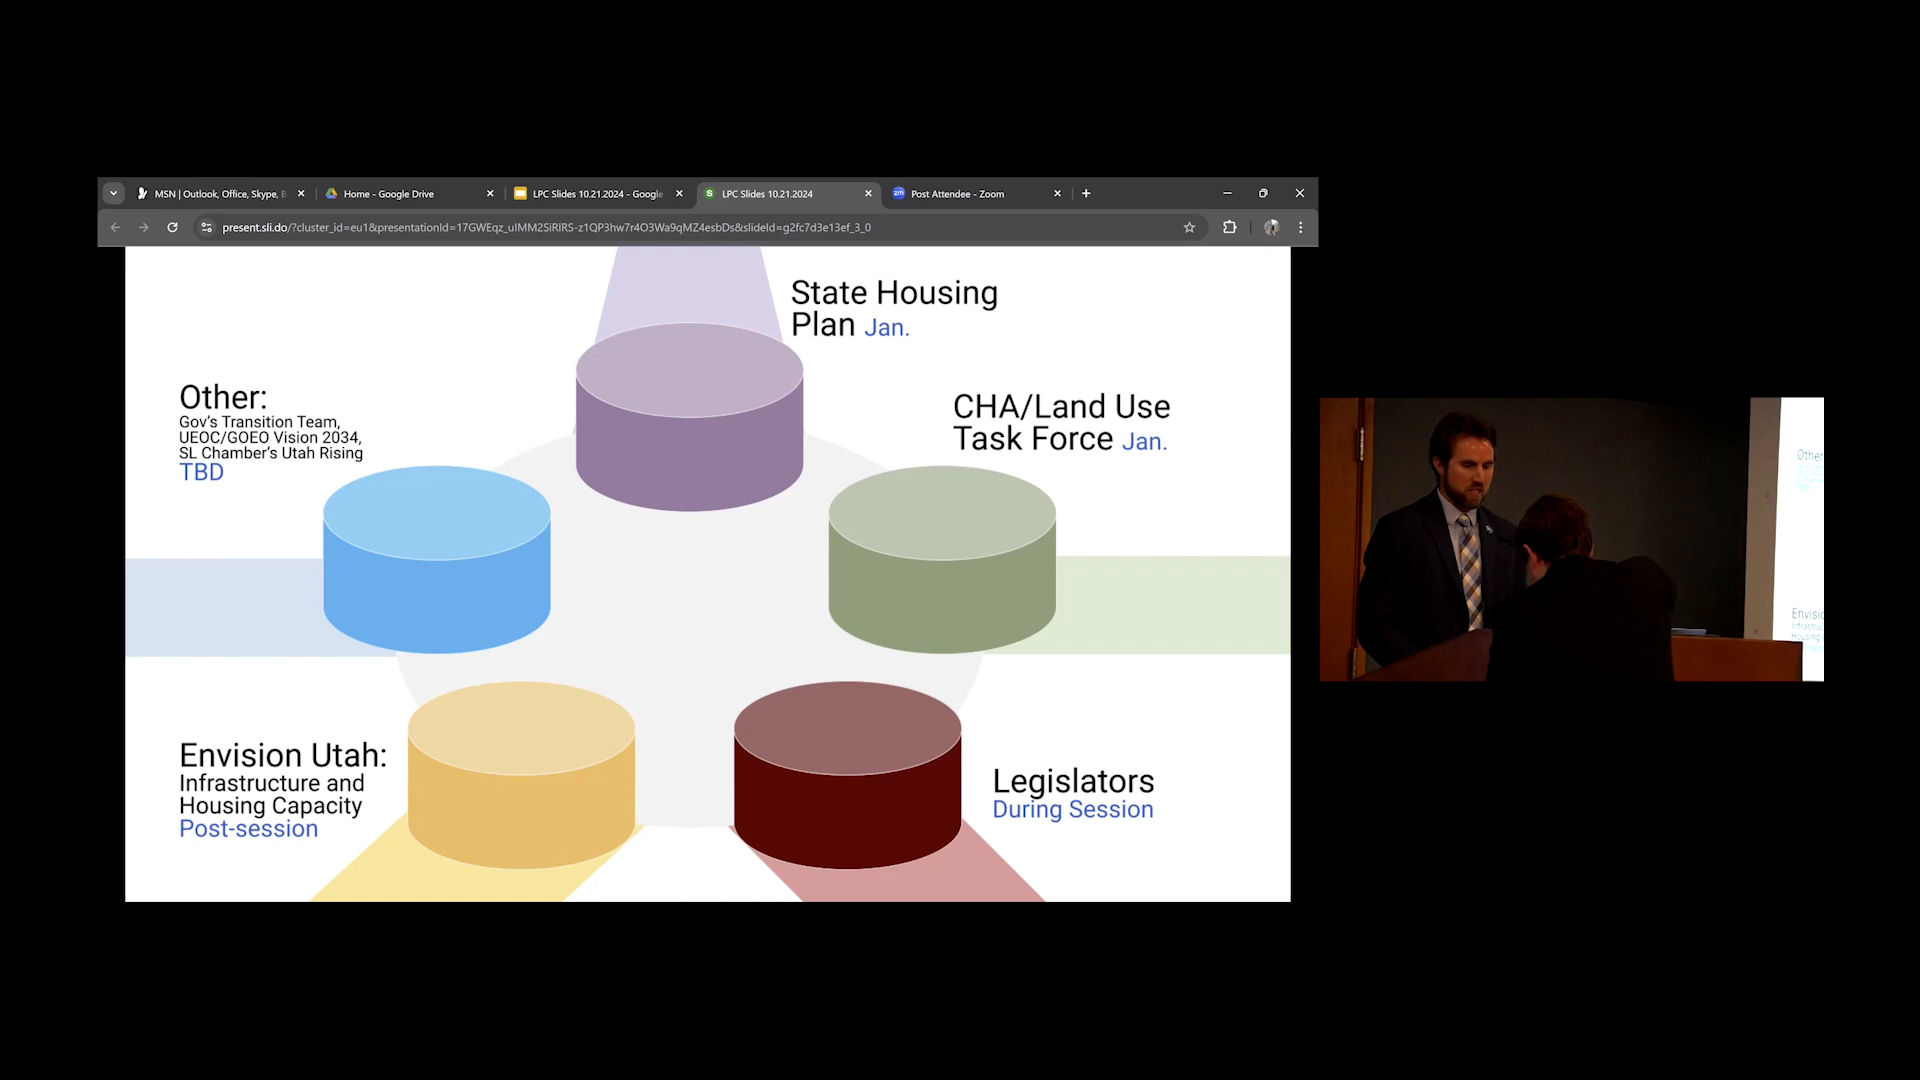 MSN | Outlook, Office, Skype,
Home - Google Drive
LPC Slides 10.21.2024 - Google
LPC Slides 10.21.2024
Post Attendee - Zoom
present.sli.do/?cluster_id=eu1&presentationId=17GWEqz_uIMM2SiRlRS-z1QP3hw7r4O3Wa9qMZ4esbDs&slideId=g2fc7d3e13ef_3_0
State Housing
Plan Jan.
Other:
Gov's Transition Team,
UEOC/GOEO Vision 2034,
SL Chamber's Utah Rising
TBD
CHA/Land Use
Task Force Jan.
Envision Utah:
Infrastructure and
Housing Capacity
Post-session
Legislators
During Session
Other